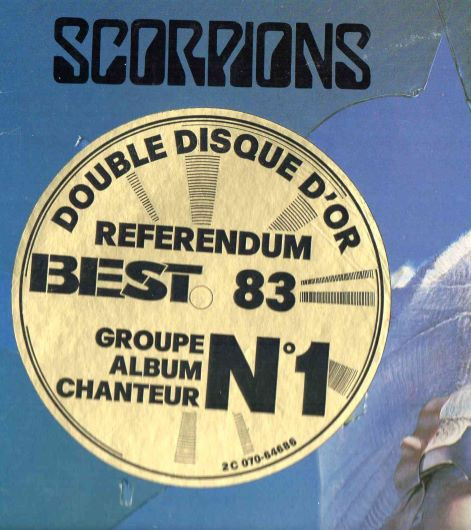 SCORPIONS
DOUBLE DISQUE D'OR
REFERENDUM
BEST 83
GROUPE
ALBUM
CHANTEUR
N°1
2C 070-64686